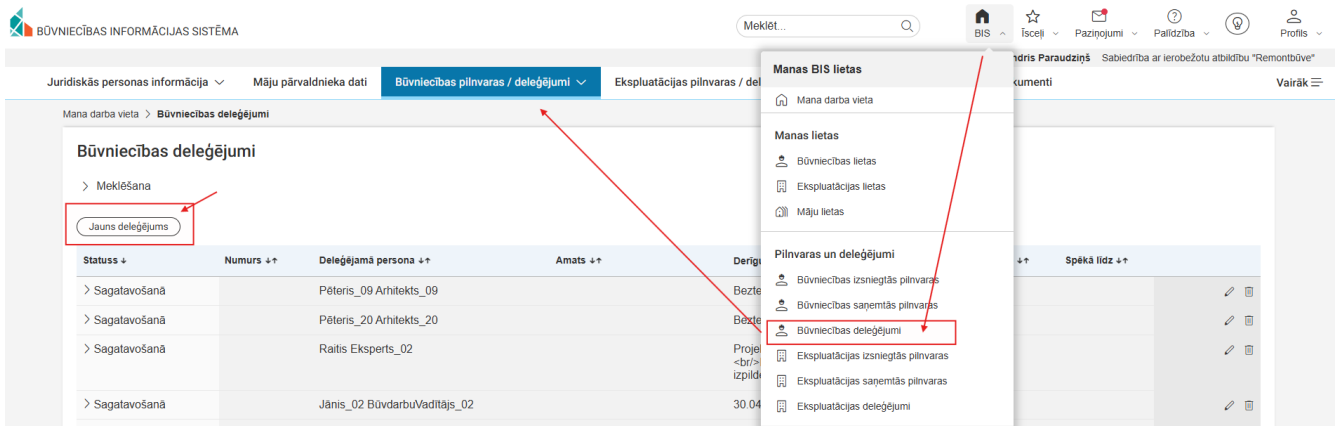 BŪVNIECĪBAS INFORMĀCIJAS SISTĒMA
Meklēt...
BIS
Īsceļi
Paziņojumi
Palīdzība
Profils
ndris Paraudziņš Sabiedrība ar ierobežotu atbildību "Remontbūve"
Juridiskās personas informācija
Māju pārvaldnieka dati
Būvniecības pilnvaras / deleģējumi
Ekspluatācijas pilnvaras / del
kumenti
Vairāk
Mana darba vieta > Būvniecības deleģējumi
Būvniecības deleģējumi
> Meklēšana
Jauns deleģējums
Statuss ↓ Numurs ↓↑ Deleģējamā persona ↓↑ Amats ↓↑ Derīgu ↓↑ Spēkā līdz ↓↑
> Sagatavošanā Pēteris_09 Arhitekts_09 Bezte
> Sagatavošanā Pēteris_20 Arhitekts_20 Bezte
> Sagatavošanā Raitis Eksperts_02 Projel
<br/>
izpild
> Sagatavošanā Jānis_02 BūvdarbuVadītājs_02 30.04
Manas BIS lietas
Mana darba vieta
Manas lietas
Būvniecības lietas
Ekspluatācijas lietas
Māju lietas
Pilnvaras un deleģējumi
Būvniecības izsniegtās pilnvaras
Būvniecības saņemtās pilnvaras
Būvniecības deleģējumi
Ekspluatācijas izsniegtās pilnvaras
Ekspluatācijas saņemtās pilnvaras
Ekspluatācijas deleģējumi